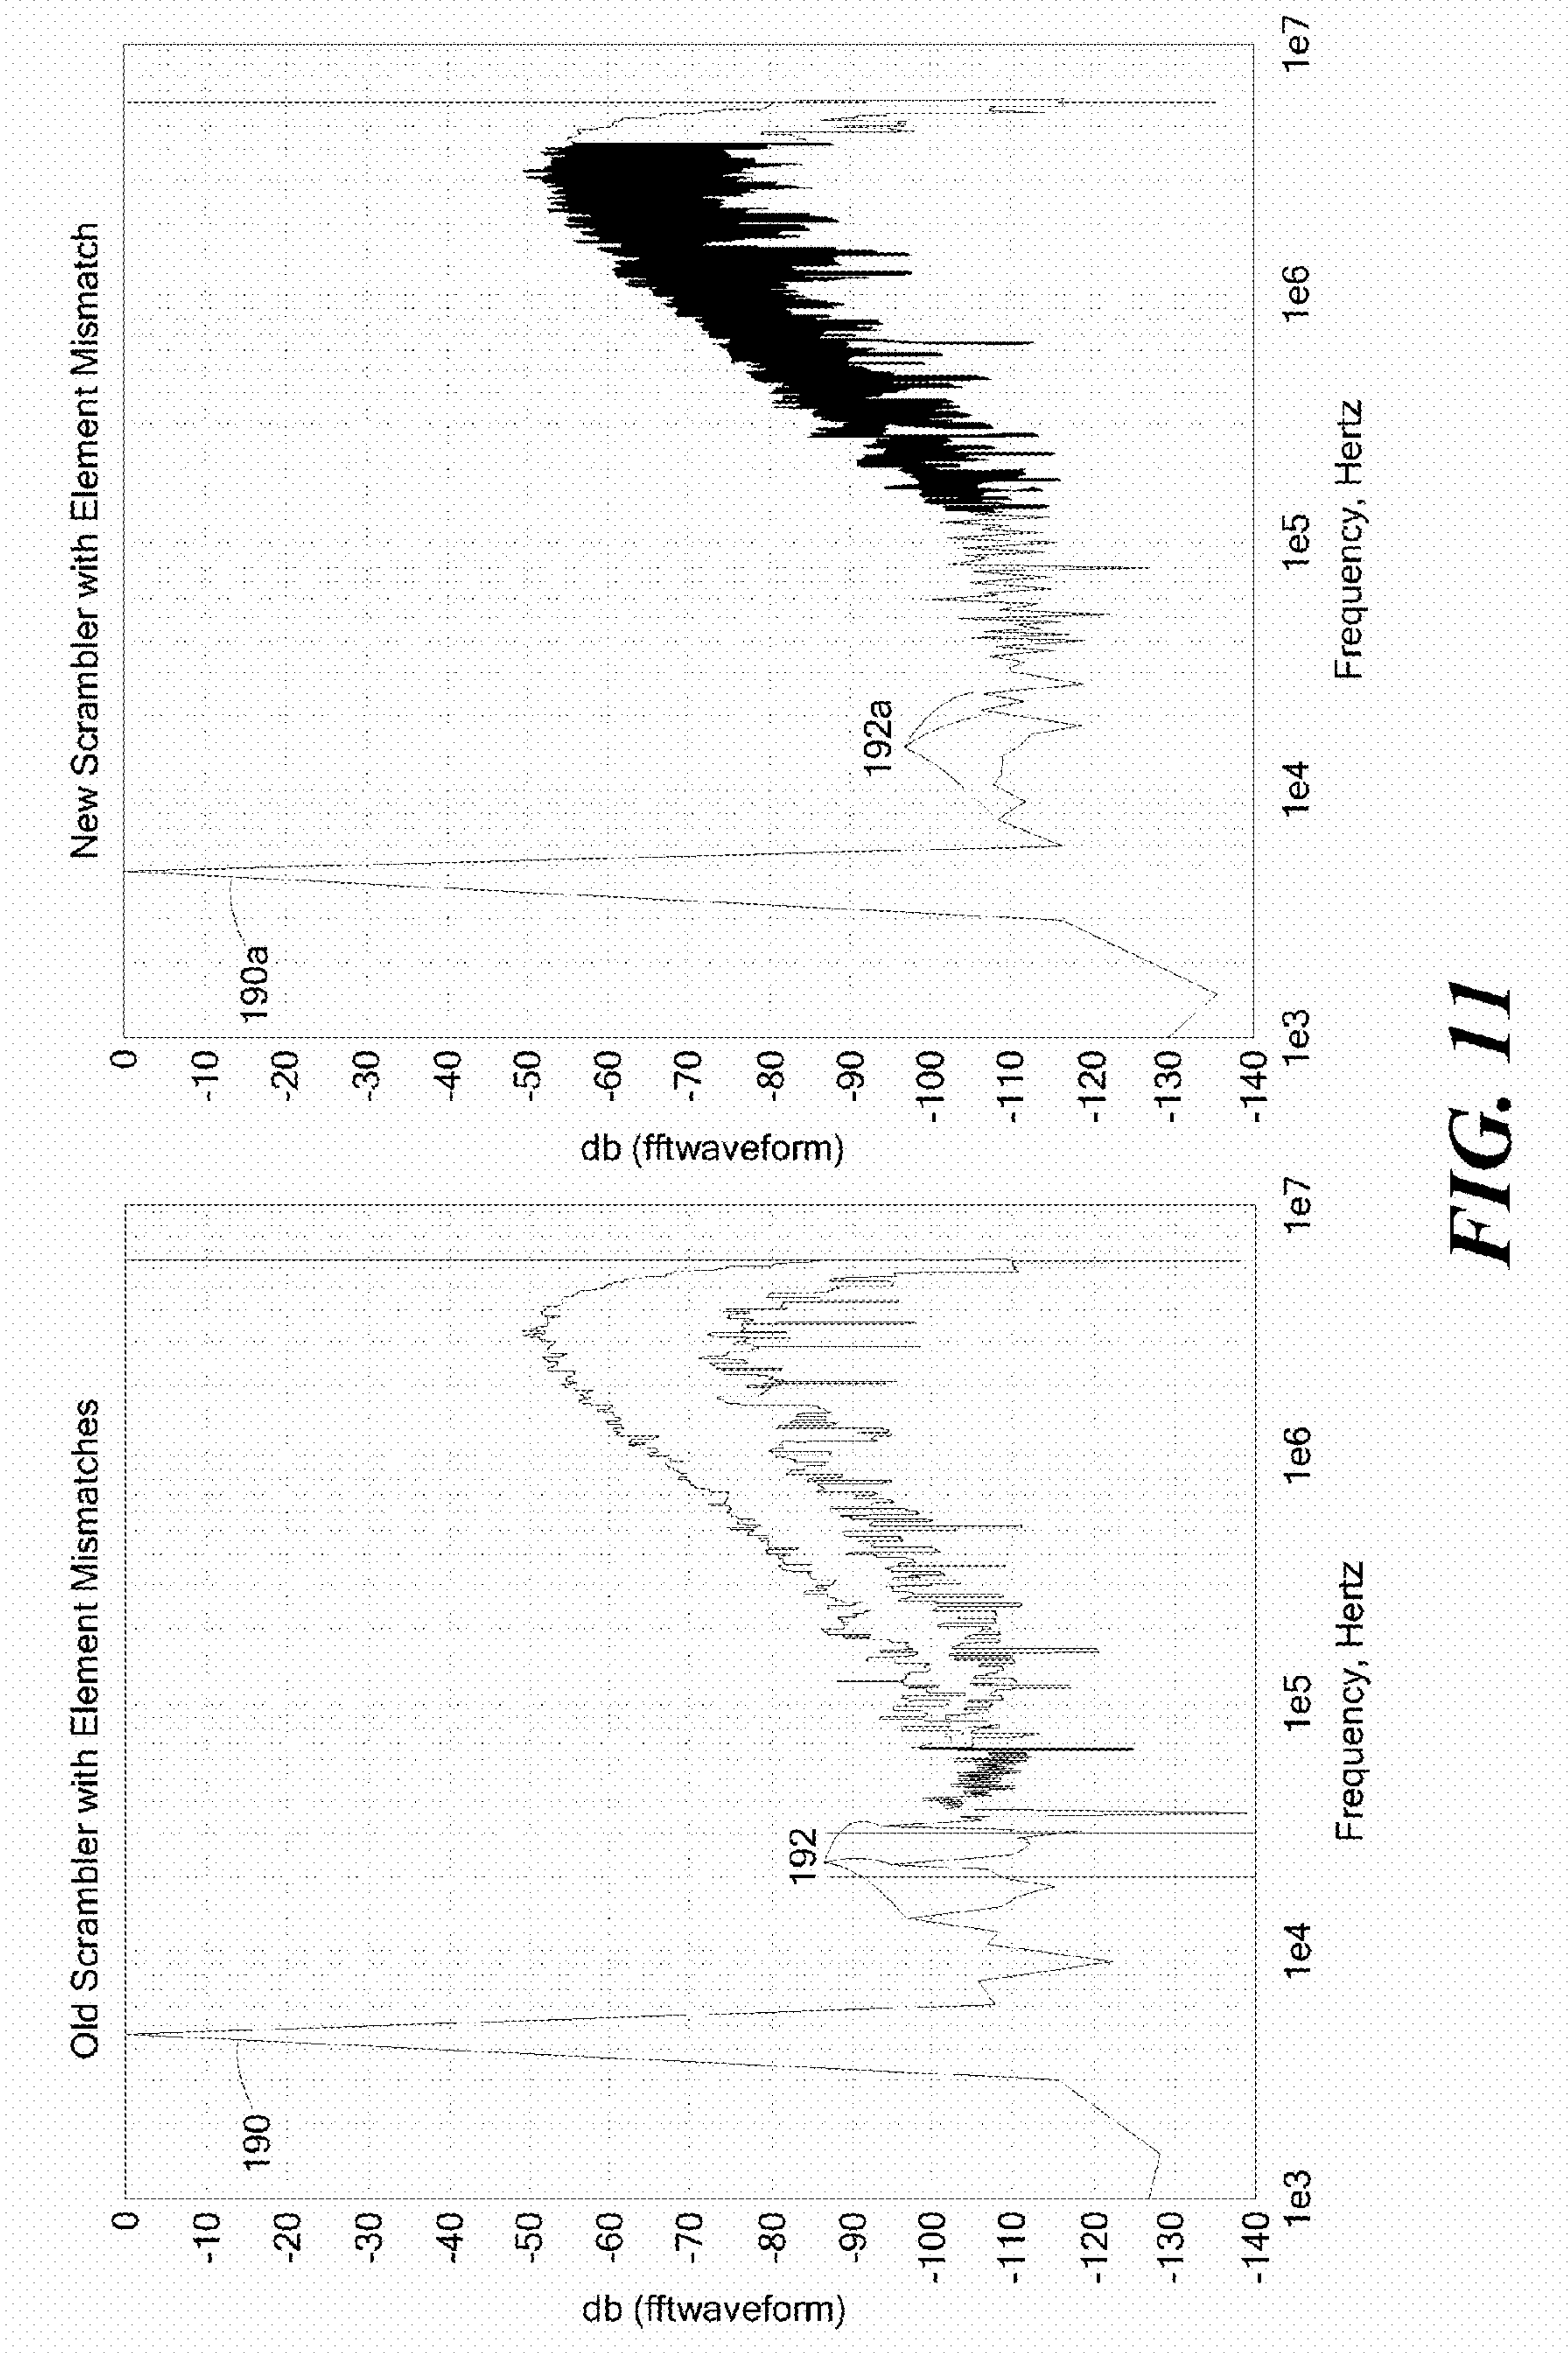 Old Scrambler with Element Mismatches
db (fftwaveform)
0
-10
-20
-30
-40
-50
-60
-70
-80
-90
-100
-110
-120
-130
-140
190
192
1e3
1e4
1e5
1e6
1e7
Frequency, Hertz
New Scrambler with Element Mismatch
db (fftwaveform)
0
-10
-20
-30
-40
-50
-60
-70
-80
-90
-100
-110
-120
-130
-140
190a
192a
1e3
1e4
1e5
1e6
1e7
Frequency, Hertz
FIG. 11